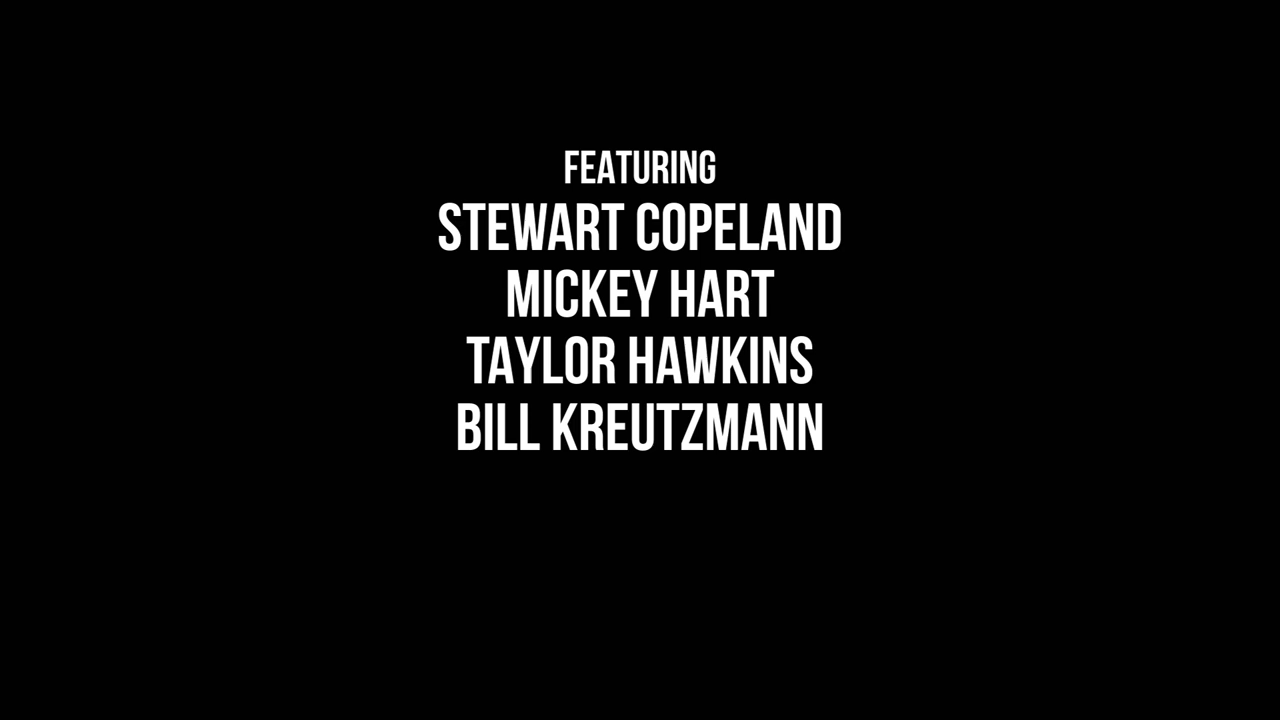 FEATURING
STEWART COPELAND
MICKEY HART
TAYLOR HAWKINS
BILL KREUTZMANN